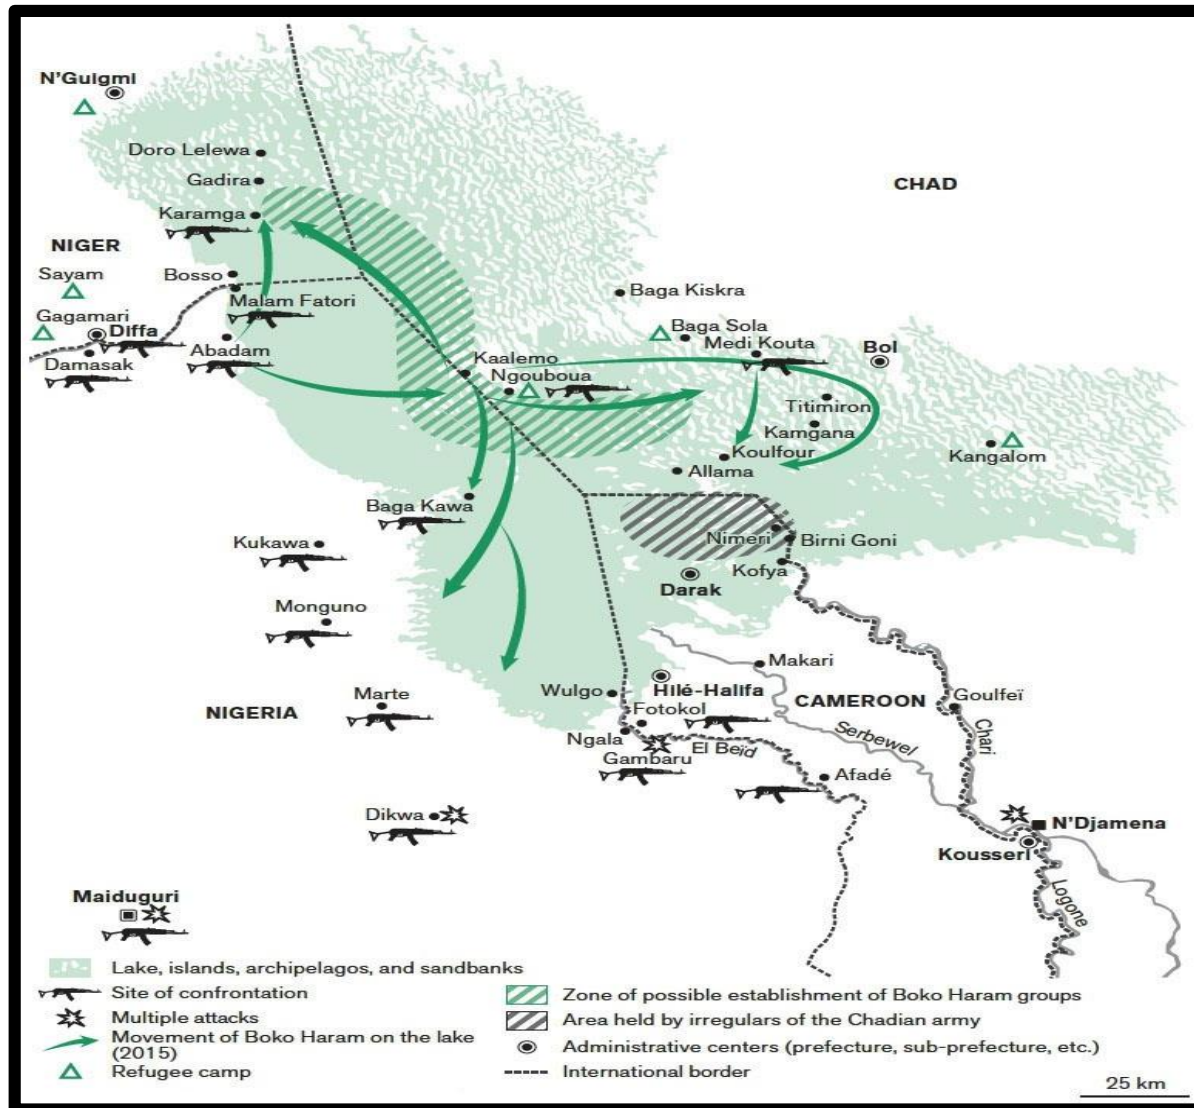 N'Guigmi
Doro Lelewa
Gadira
CHAD
Karamga
NIGER
Sayam
Bosso
Malam Fatori
Baga Kiskra
Gagamari
Diffa
Baga Sola
Medi Kouta
Bol
Damasak
Abadam
Kaalemo
Ngouboua
Titimiron
Kamgana
Koulfour
Kangalom
Allama
Baga Kawa
Kukawa
Nimeri
Birni Goni
Kofya
Darak
Monguno
Makari
Wulgo
Hilé-Halifa
CAMEROON
Goulfeï
Marte
NIGERIA
Fotokol
Serbewel
Chari
Ngala
Gambaru
El Beïd
Afadé
Dikwa
N'Djamena
Kousseri
Maiduguri
Logone
Lake, islands, archipelagos, and sandbanks
Site of confrontation
Multiple attacks
Movement of Boko Haram on the lake
(2015)
Refugee camp
Zone of possible establishment of Boko Haram groups
Area held by irregulars of the Chadian army
Administrative centers (prefecture, sub-prefecture, etc.)
International border
25 km